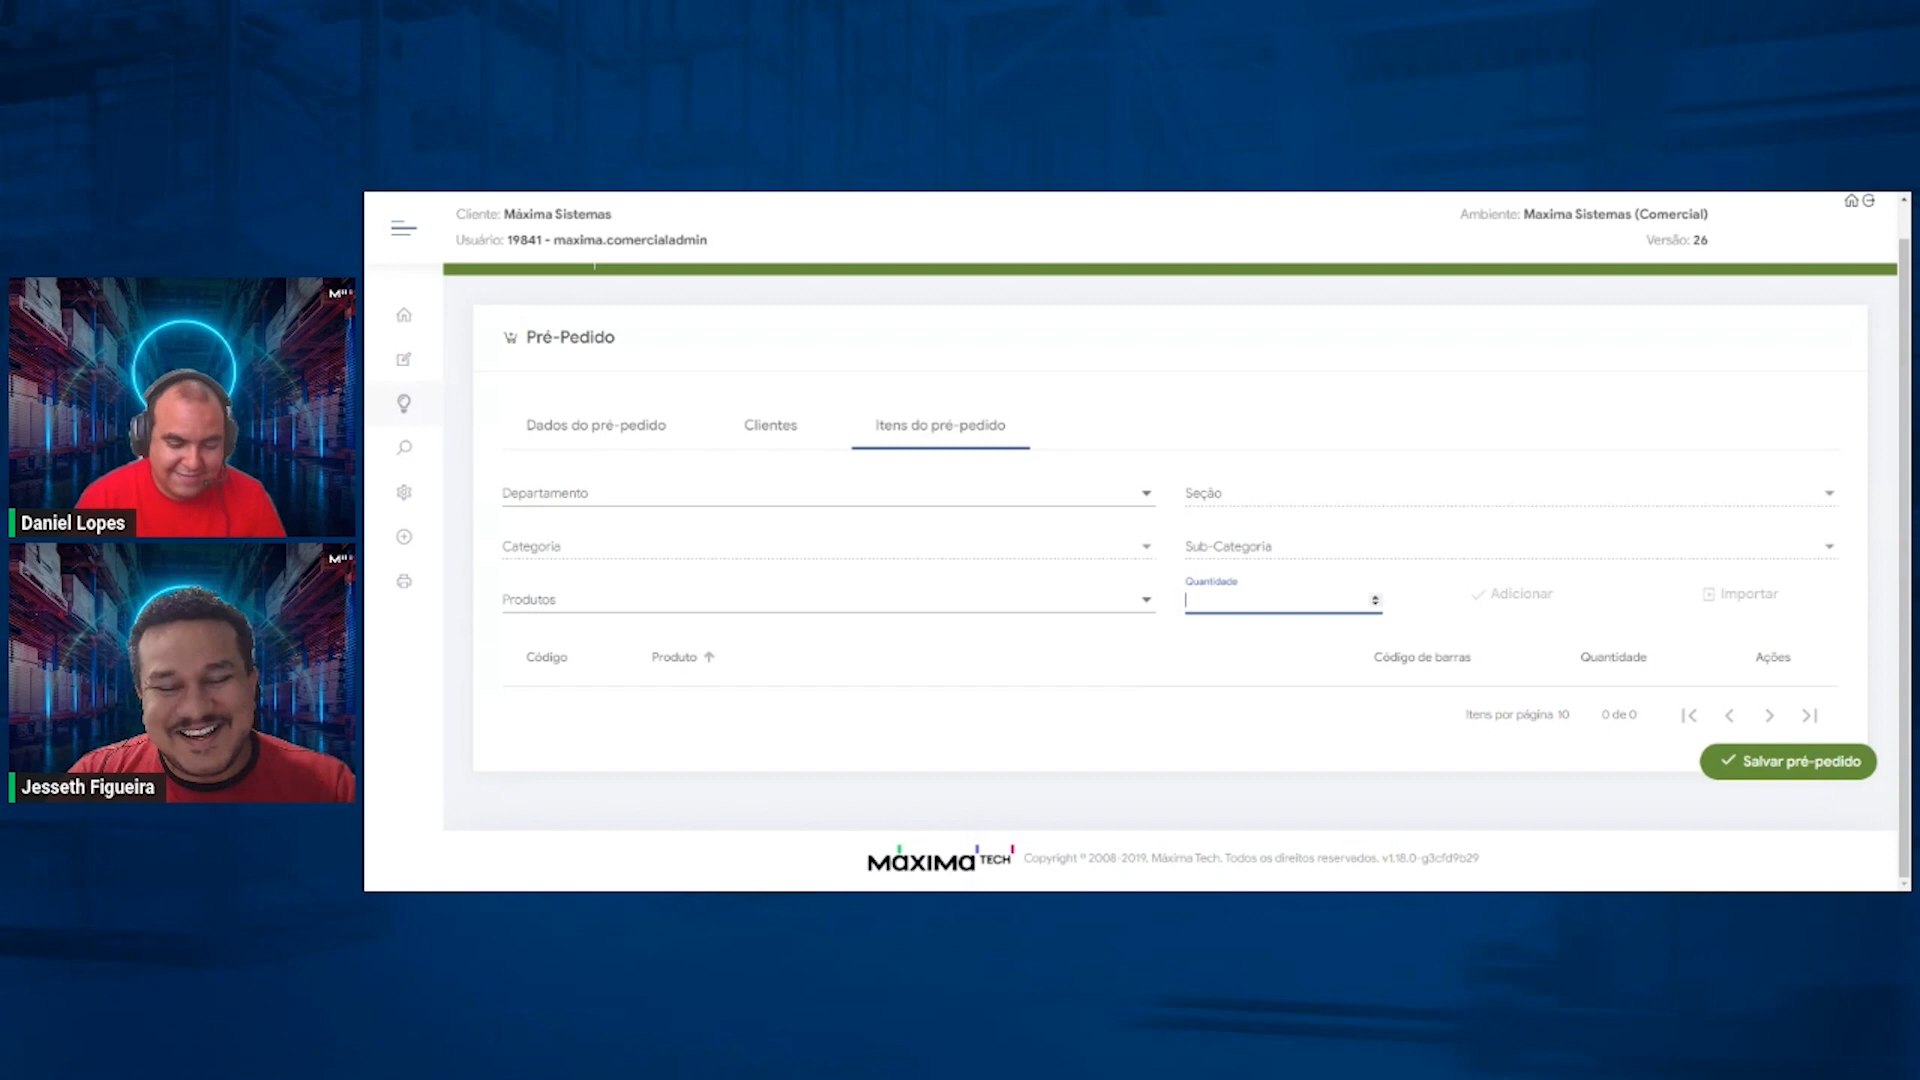 Cliente: Máxima Sistemas
Usuário: 19841 - maxima.comercialadmin
Ambiente: Maxima Sistemas (Comercial)
Versão: 26
Pré-Pedido
Dados do pré-pedido
Clientes
Itens do pré-pedido
Departamento
Seção
Categoria
Sub-Categoria
Produtos
Quantidade
Adicionar
Importar
Código
Produto
Código de barras
Quantidade
Ações
Itens por página 10
0 de 0
Salvar pré-pedido
MáXIMa TECH
Copyright © 2008-2019. Máxima Tech. Todos os direitos reservados. v1.18.0-g3cfd9b29
Daniel Lopes
Jesseth Figueira